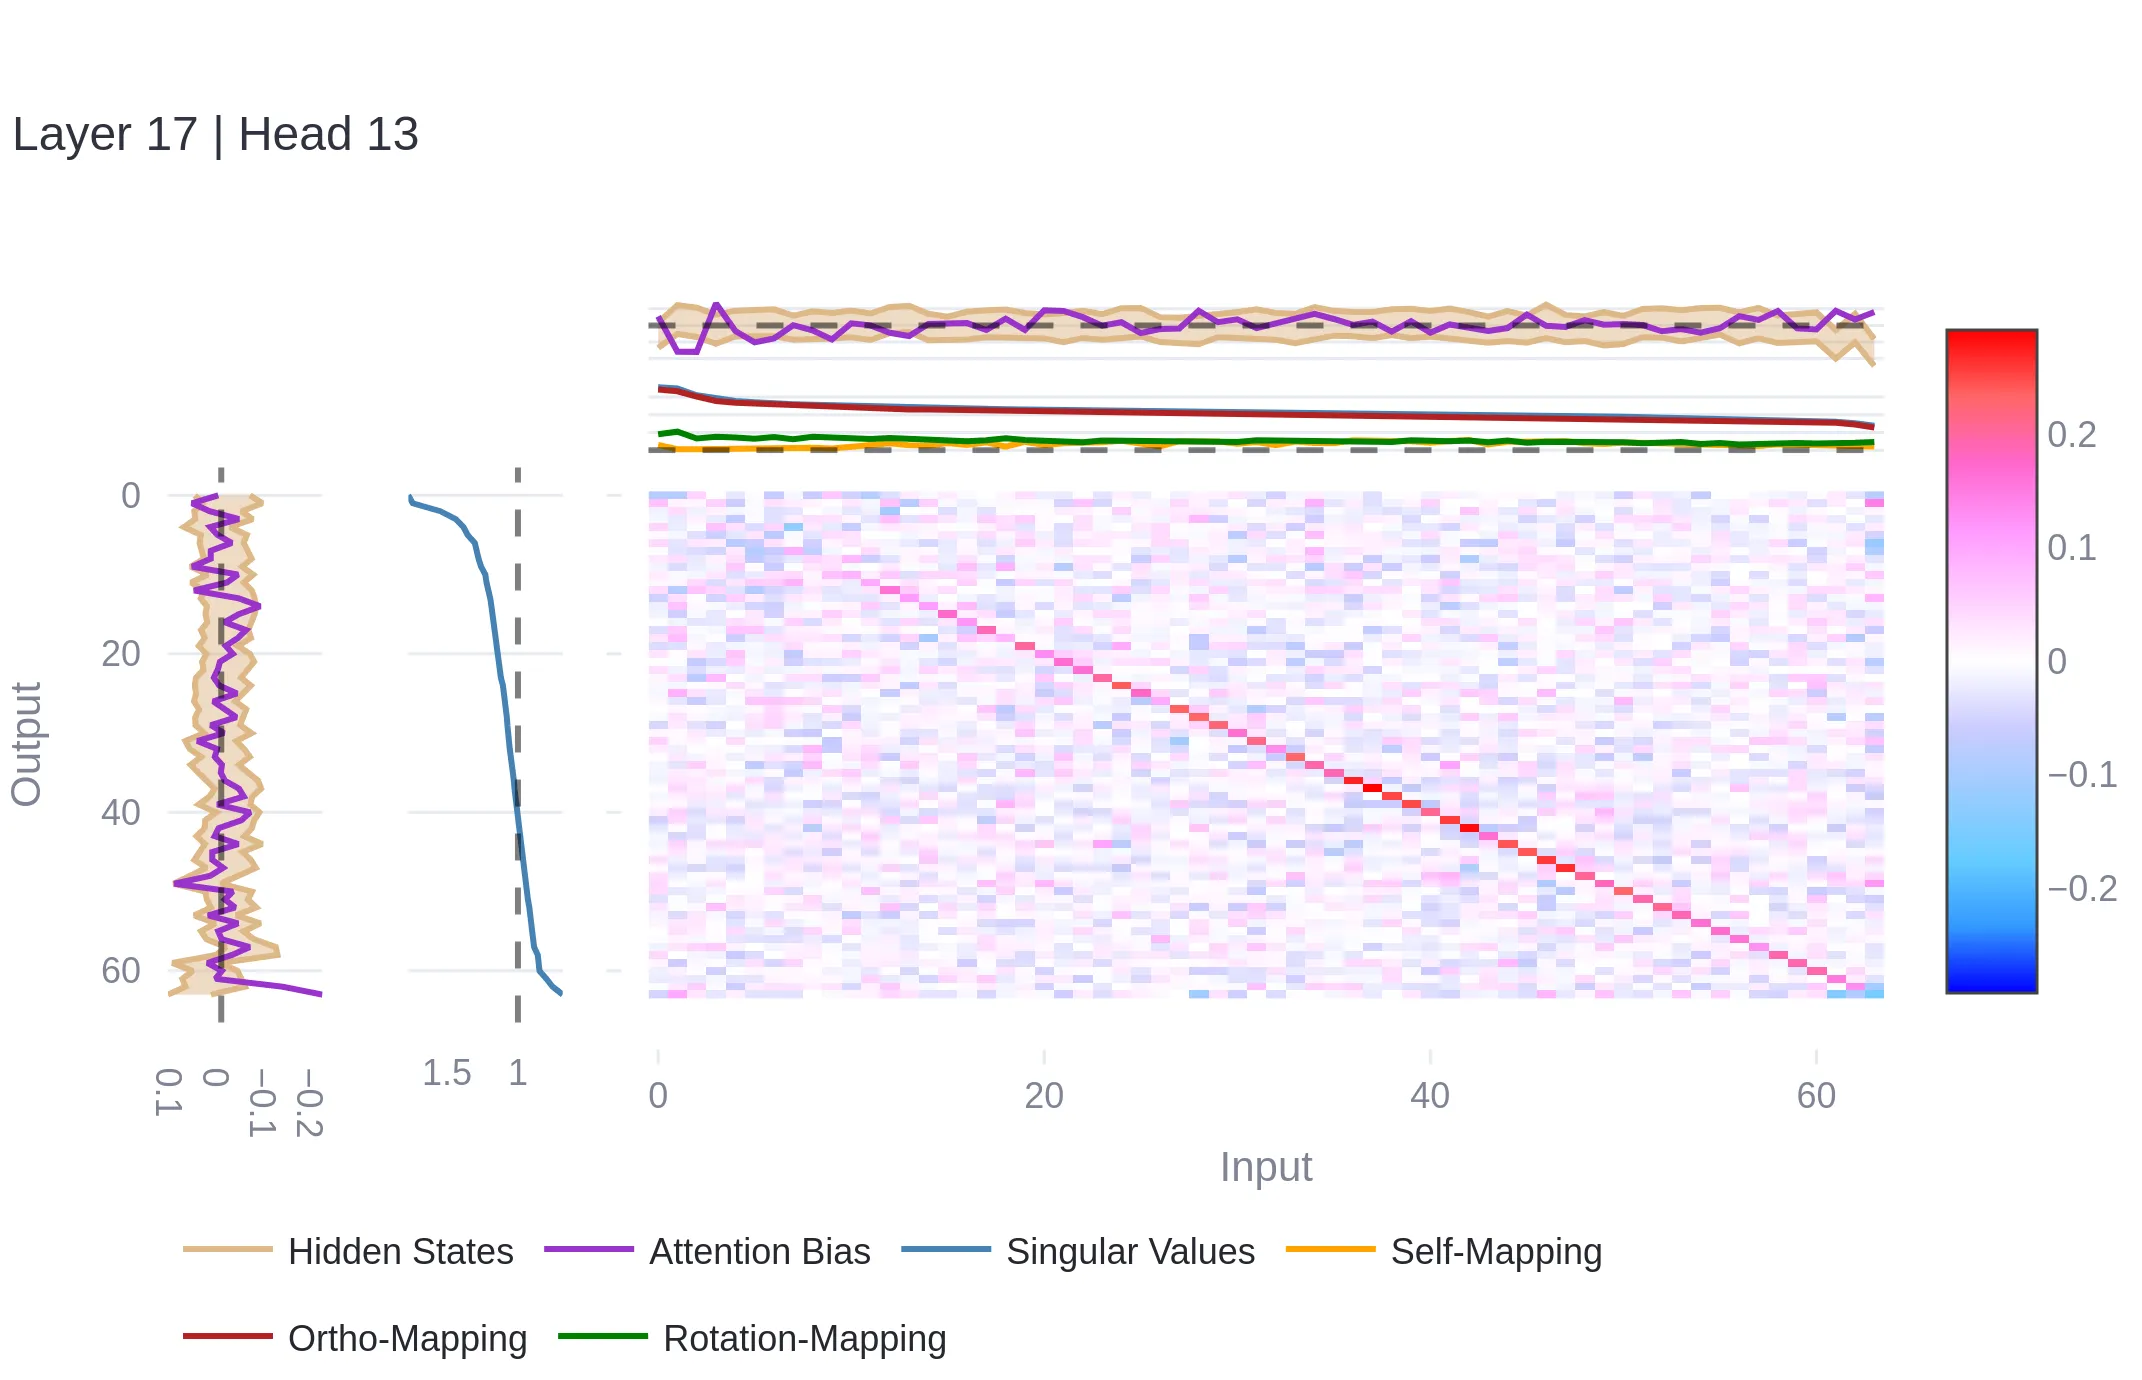 Layer 17 | Head 13
0
20
40
60
Output
0.1
0
−0.1
−0.2
1.5
1
0
20
40
60
Input
0.2
0.1
0
−0.1
−0.2
Hidden States
Attention Bias
Singular Values
Self-Mapping
Ortho-Mapping
Rotation-Mapping